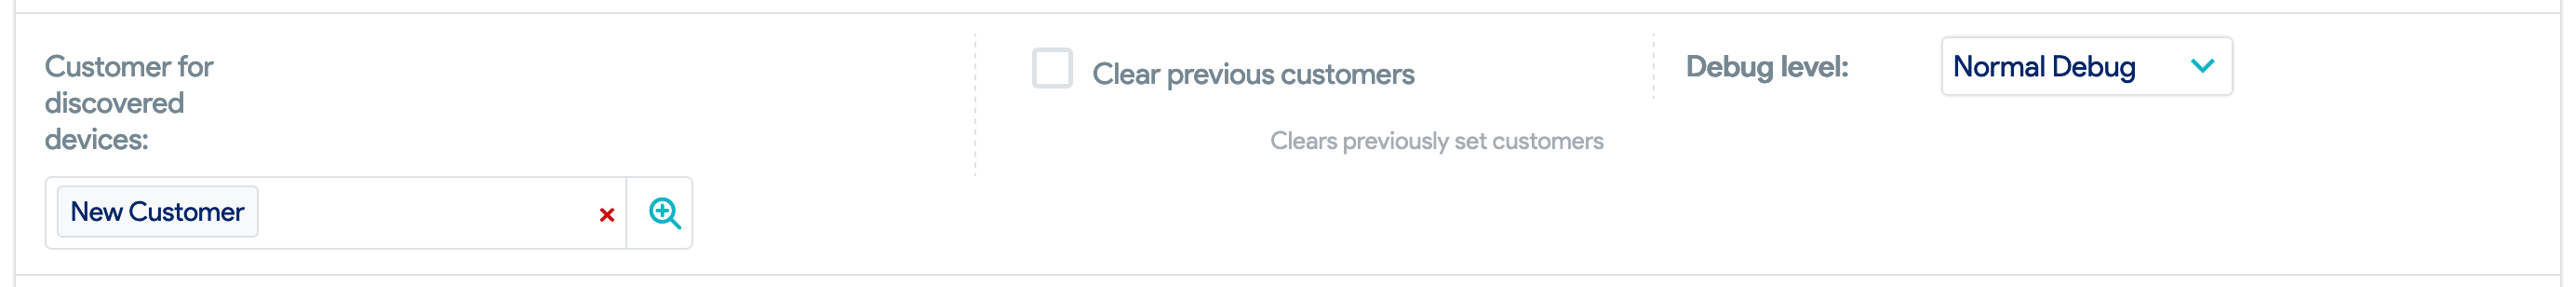 Customer for
discovered
devices:
New Customer
Clear previous customers
Clears previously set customers
Debug level:
Normal Debug